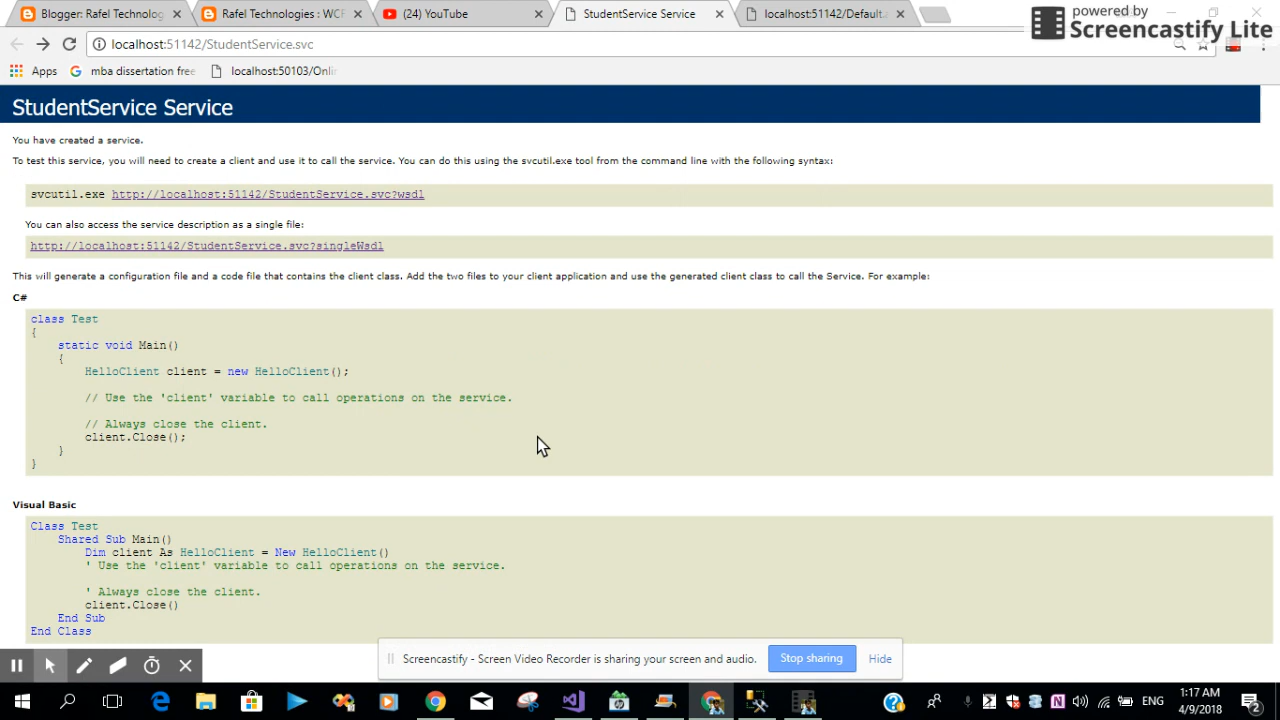 Blogger: Rafel Technolog
Rafel Technologies : WCF
(24) YouTube
StudentService Service
localhost:51142/Default.a
powered by
Screencastify Lite
localhost:51142/StudentService.svc
Apps
mba dissertation free
localhost:50103/Onlin
StudentService Service
You have created a service.
To test this service, you will need to create a client and use it to call the service. You can do this using the svcutil.exe tool from the command line with the following syntax:
svcutil.exe http://localhost:51142/StudentService.svc?wsdl
You can also access the service description as a single file:
http://localhost:51142/StudentService.svc?singleWsdl
This will generate a configuration file and a code file that contains the client class. Add the two files to your client application and use the generated client class to call the Service. For example:
C#
class Test
{
static void Main()
{
HelloClient client = new HelloClient();
// Use the 'client' variable to call operations on the service.
// Always close the client.
client.Close();
}
}
Visual Basic
Class Test
Shared Sub Main()
Dim client As HelloClient = New HelloClient()
' Use the 'client' variable to call operations on the service.
' Always close the client.
client.Close()
End Sub
End Class
Screencastify - Screen Video Recorder is sharing your screen and audio.
Stop sharing
Hide
ENG
1:17 AM
4/9/2018
2